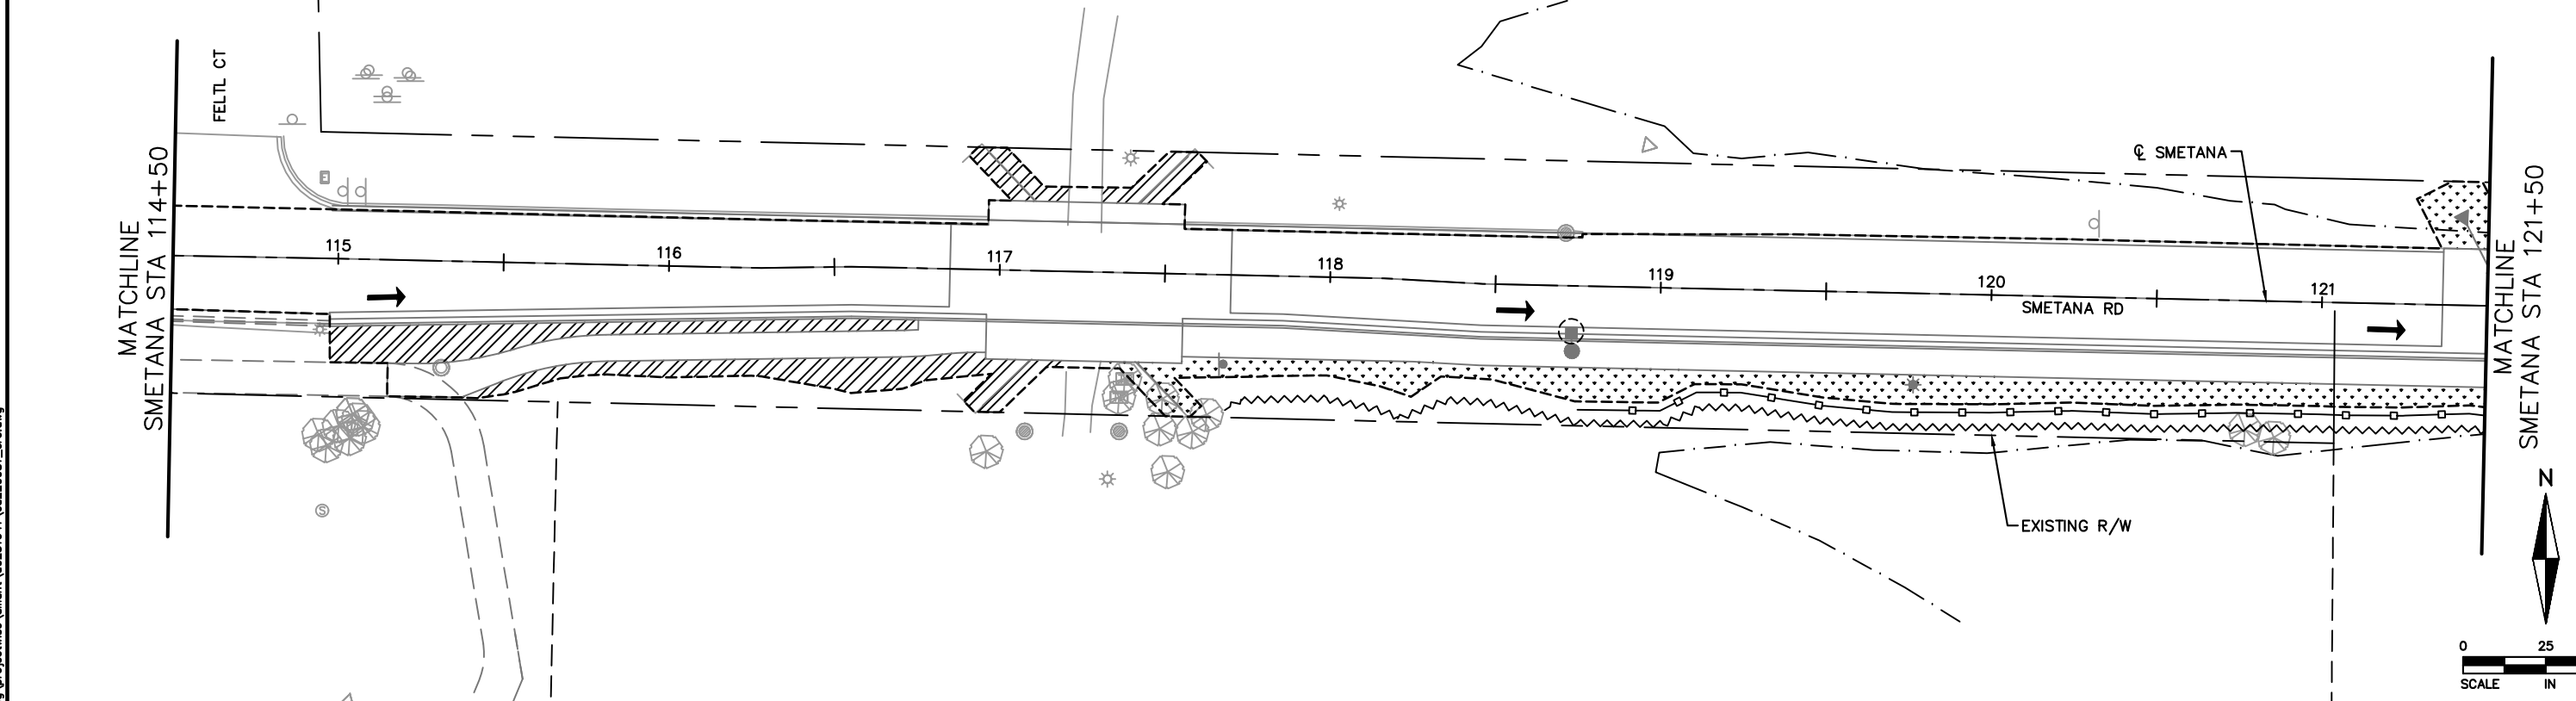 FELTL CT
MATCHLINE
SMETANA STA 114+50
115
116
117
118
119
120
121
℄ SMETANA
SMETANA RD
EXISTING R/W
MATCHLINE
SMETANA STA 121+50
N
0 25
SCALE IN
S
E